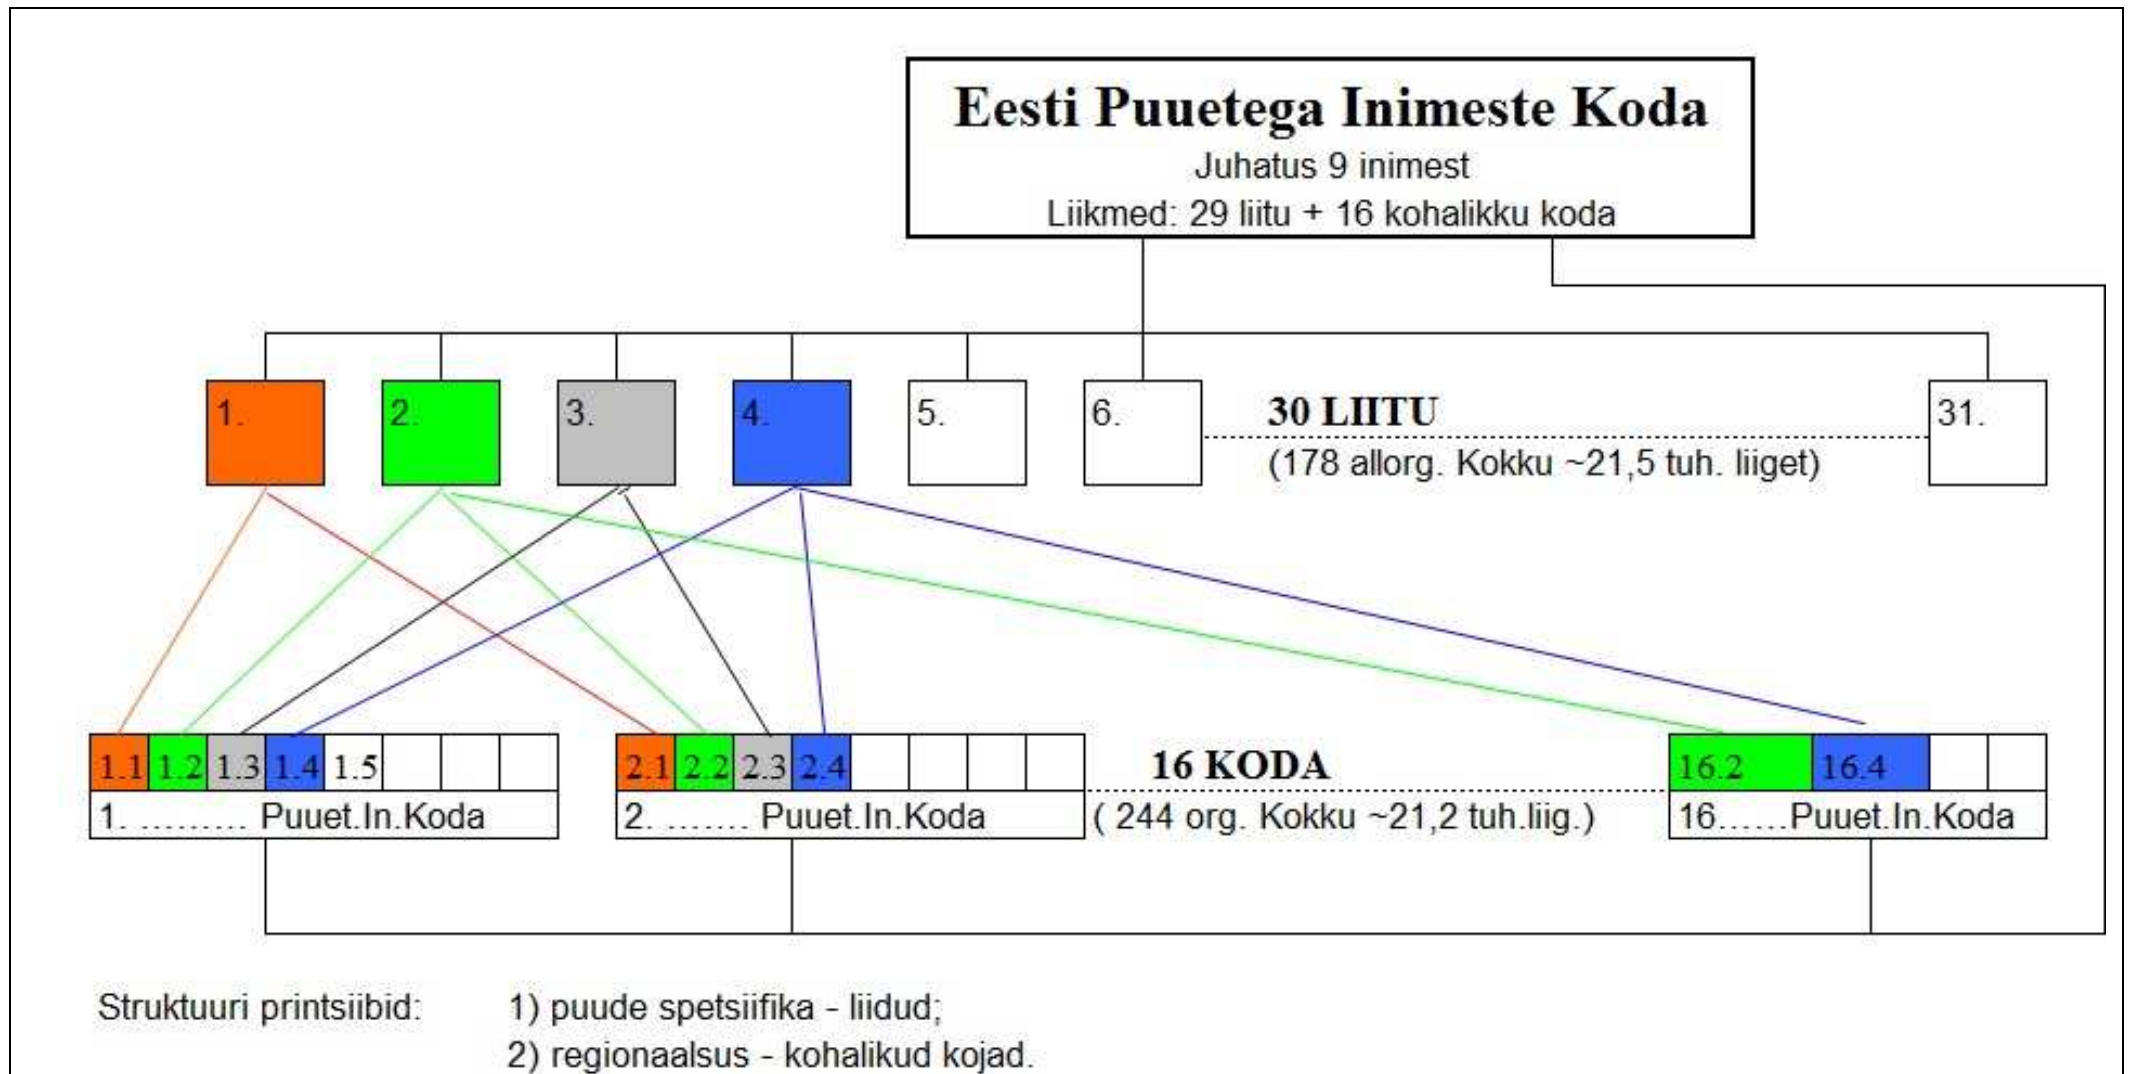 Eesti Puuetega Inimeste Koda
Juhatus 9 inimest
Liikmed: 29 liitu + 16 kohalikku koda
1. 2. 3. 4. 5. 6. 30 LIITU 31.
(178 allorg. Kokku ~21,5 tuh. liiget)
1.1 1.2 1.3 1.4 1.5 2.1 2.2 2.3 2.4 16 KODA 16.2 16.4
1. ......... Puuet.In.Koda 2. ....... Puuet.In.Koda ( 244 org. Kokku ~21,2 tuh.liig.) 16......Puuet.In.Koda
Struktuuri printsiibid: 1) puude spetsiifika - liidud;
2) regionaalsus - kohalikud kojad.